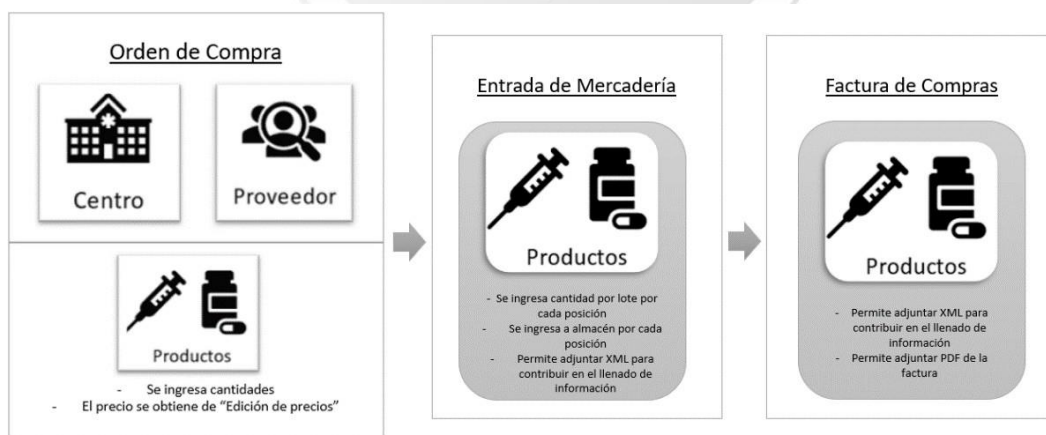 Orden de Compra
Centro
Proveedor
Productos
- Se ingresa cantidades
- El precio se obtiene de “Edición de precios”
Entrada de Mercadería
Productos
- Se ingresa cantidad por lote por
cada posición
- Se ingresa a almacén por cada
posición
- Permite adjuntar XML para
contribuir en el llenado de
información
Factura de Compras
Productos
- Permite adjuntar XML para
contribuir en el llenado de
información
- Permite adjuntar PDF de la
factura